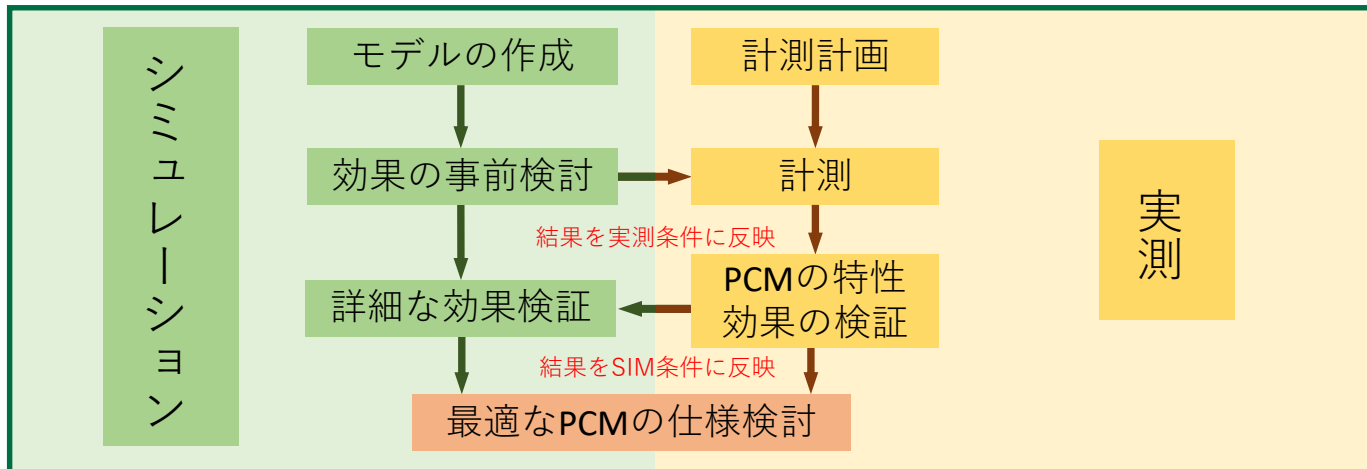 シミュレーション
モデルの作成
計測計画
効果の事前検討
計測
結果を実測条件に反映
実測
詳細な効果検証
PCMの特性
効果の検証
結果をSIM条件に反映
最適なPCMの仕様検討